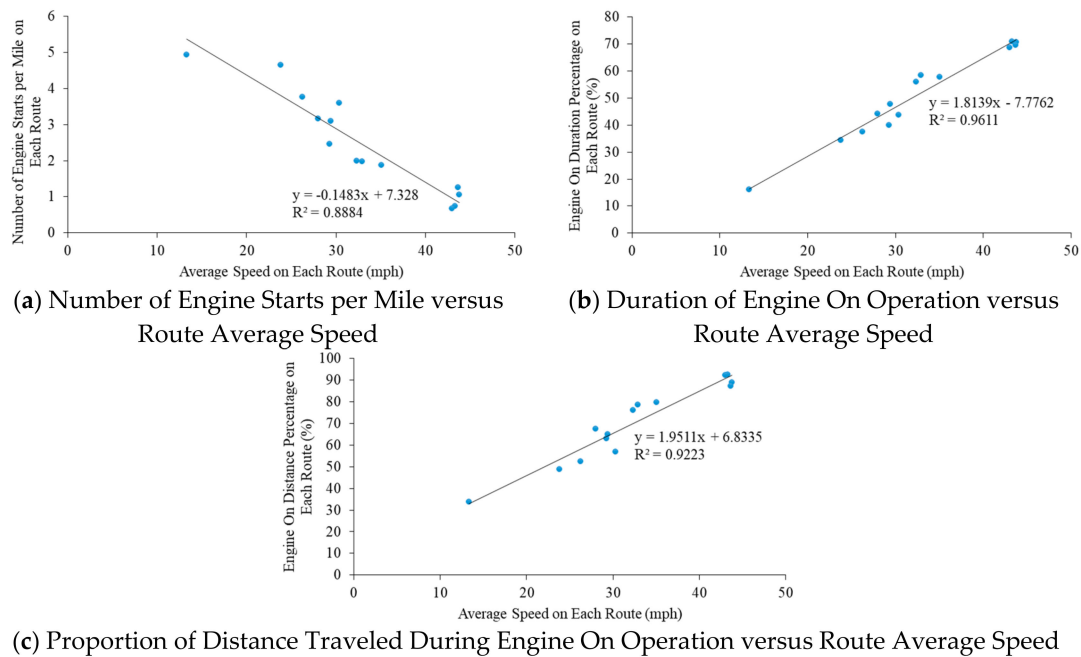 Number of Engine Starts per Mile on
Each Route
6
5
4
3
2
1
0
y = -0.1483x + 7.328
R² = 0.8884
0
10
20
30
40
50
Average Speed on Each Route (mph)
(a) Number of Engine Starts per Mile versus
Route Average Speed
Engine On Duration Percentage on
Each Route (%)
80
70
60
50
40
30
20
10
0
y = 1.8139x - 7.7762
R² = 0.9611
0
10
20
30
40
50
Average Speed on Each Route (mph)
(b) Duration of Engine On Operation versus
Route Average Speed
Engine On Distance Percentage on
Each Route (%)
100
90
80
70
60
50
40
30
20
10
0
y = 1.9511x + 6.8335
R² = 0.9223
0
10
20
30
40
50
Average Speed on Each Route (mph)
(c) Proportion of Distance Traveled During Engine On Operation versus Route Average Speed